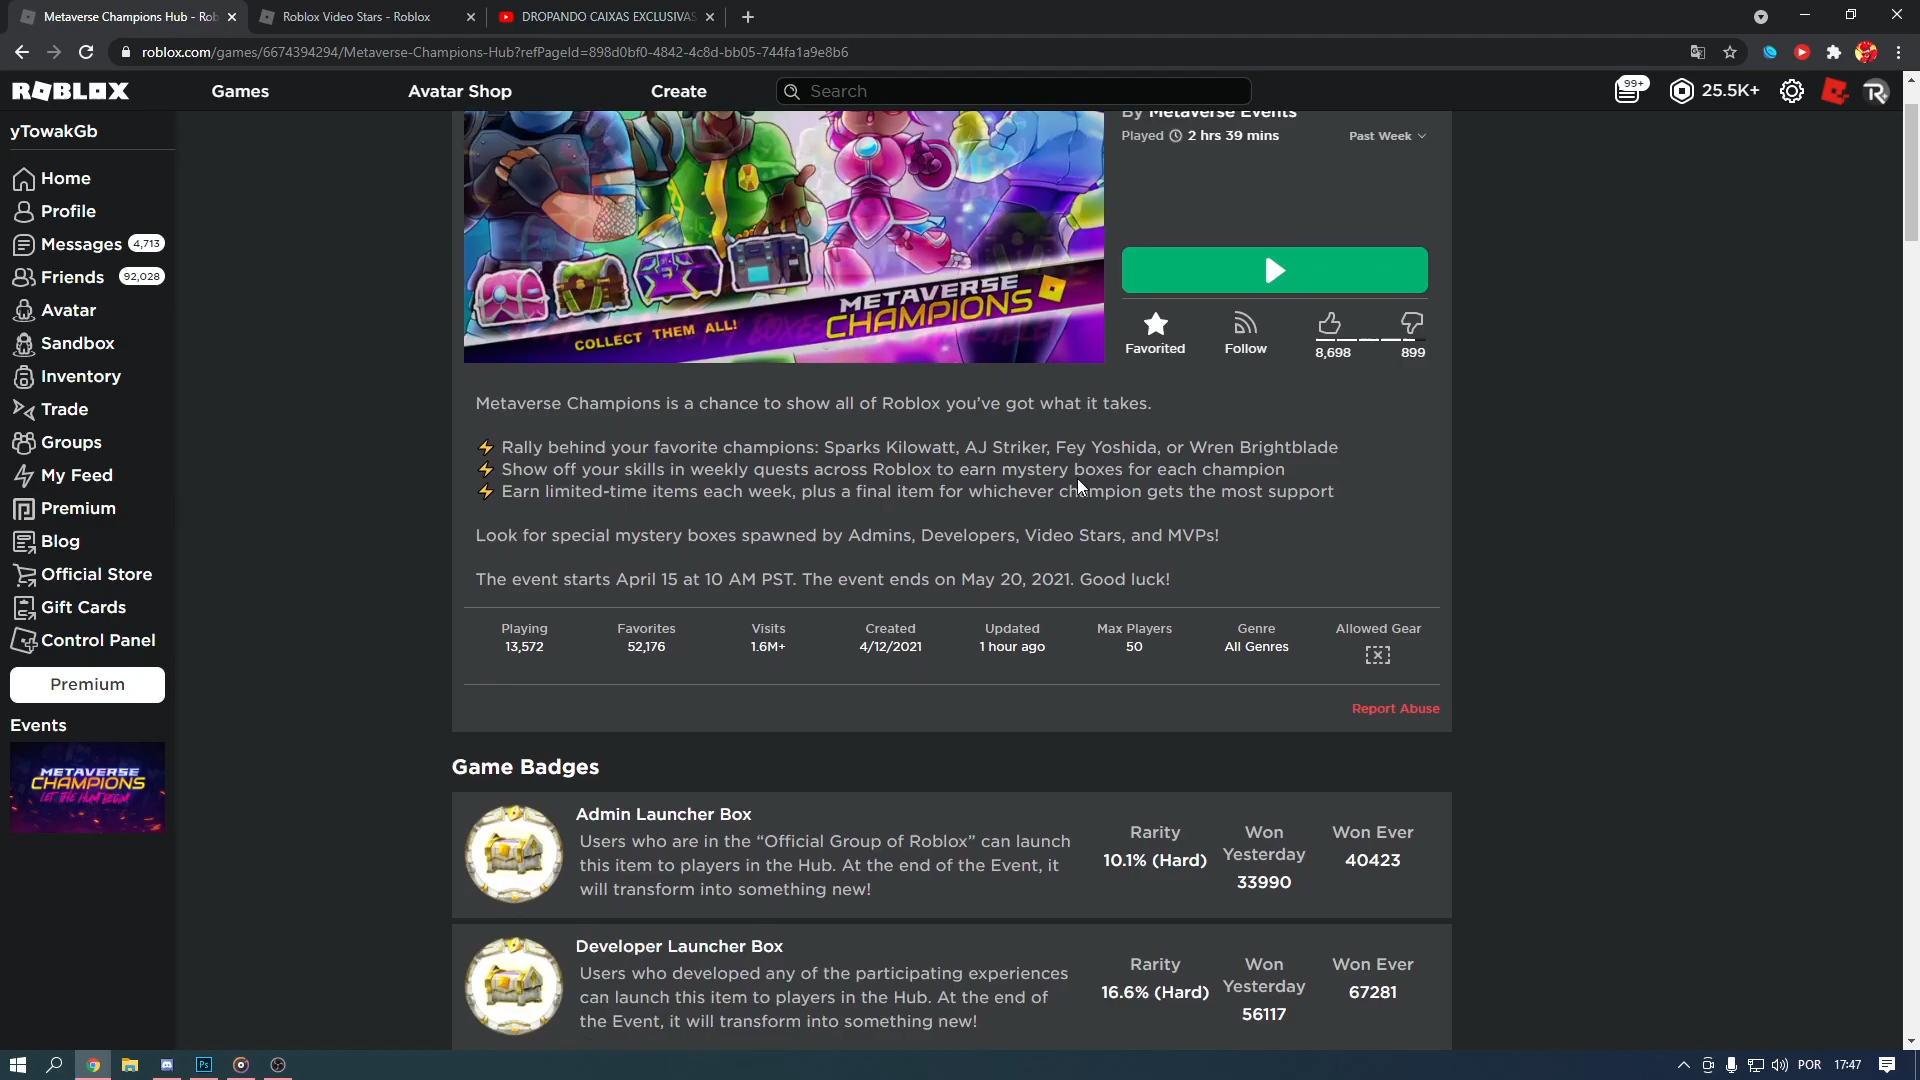 Metaverse Champions Hub - Rob
Roblox Video Stars - Roblox
DROPANDO CAIXAS EXCLUSIVAS
roblox.com/games/6674394294/Metaverse-Champions-Hub?refPageId=898d0bf0-4842-4c8d-bb05-744fa1a9e8b6
ROBLOX
Games
Avatar Shop
Create
Search
99+
25.5K+
yTowakGb
Home
Profile
Messages 4,713
Friends 92,028
Avatar
Sandbox
Inventory
Trade
Groups
My Feed
Premium
Blog
Official Store
Gift Cards
Control Panel
Premium
Events
METAVERSE
CHAMPIONS
LET THE HUNT BEGIN!
COLLECT THEM ALL!
METAVERSE
CHAMPIONS
By Metaverse Events
Played 2 hrs 39 mins
Past Week
Favorited
Follow
8,698
899
Metaverse Champions is a chance to show all of Roblox you've got what it takes.
⚡ Rally behind your favorite champions: Sparks Kilowatt, AJ Striker, Fey Yoshida, or Wren Brightblade
⚡ Show off your skills in weekly quests across Roblox to earn mystery boxes for each champion
⚡ Earn limited-time items each week, plus a final item for whichever champion gets the most support
Look for special mystery boxes spawned by Admins, Developers, Video Stars, and MVPs!
The event starts April 15 at 10 AM PST. The event ends on May 20, 2021. Good luck!
Playing Favorites Visits Created Updated Max Players Genre Allowed Gear
13,572 52,176 1.6M+ 4/12/2021 1 hour ago 50 All Genres
Report Abuse
Game Badges
Admin Launcher Box
Users who are in the “Official Group of Roblox” can launch
this item to players in the Hub. At the end of the Event, it
will transform into something new!
Rarity
10.1% (Hard)
Won
Yesterday
33990
Won Ever
40423
Developer Launcher Box
Users who developed any of the participating experiences
can launch this item to players in the Hub. At the end of
the Event, it will transform into something new!
Rarity
16.6% (Hard)
Won
Yesterday
56117
Won Ever
67281
Ps
POR
17:47